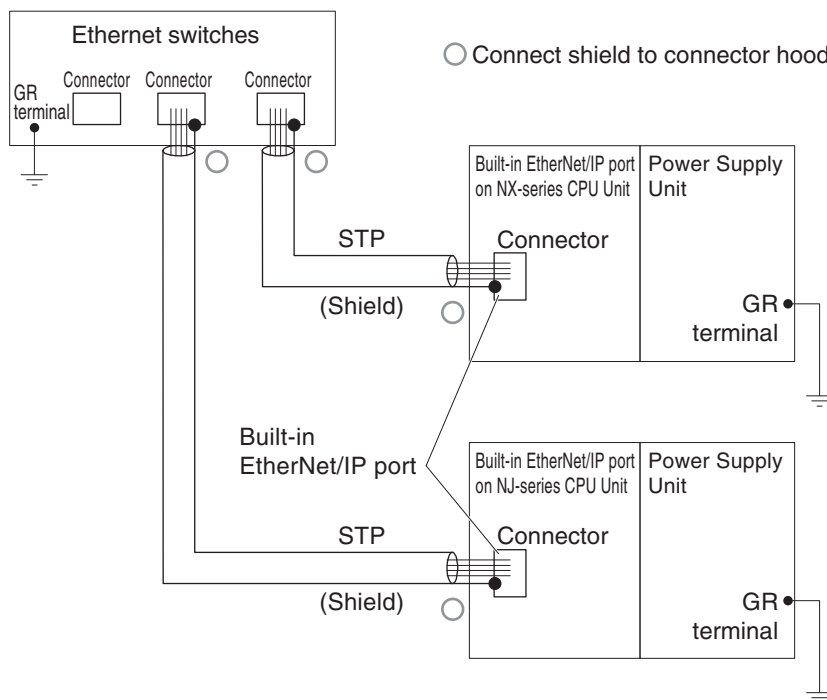 Ethernet switches
Connect shield to connector hood
Connector
Connector
Connector
GR
terminal
Built-in EtherNet/IP port
on NX-series CPU Unit
Power Supply
Unit
STP
Connector
(Shield)
GR
terminal
Built-in
EtherNet/IP port
Built-in EtherNet/IP port
on NJ-series CPU Unit
Power Supply
Unit
STP
Connector
(Shield)
GR
terminal